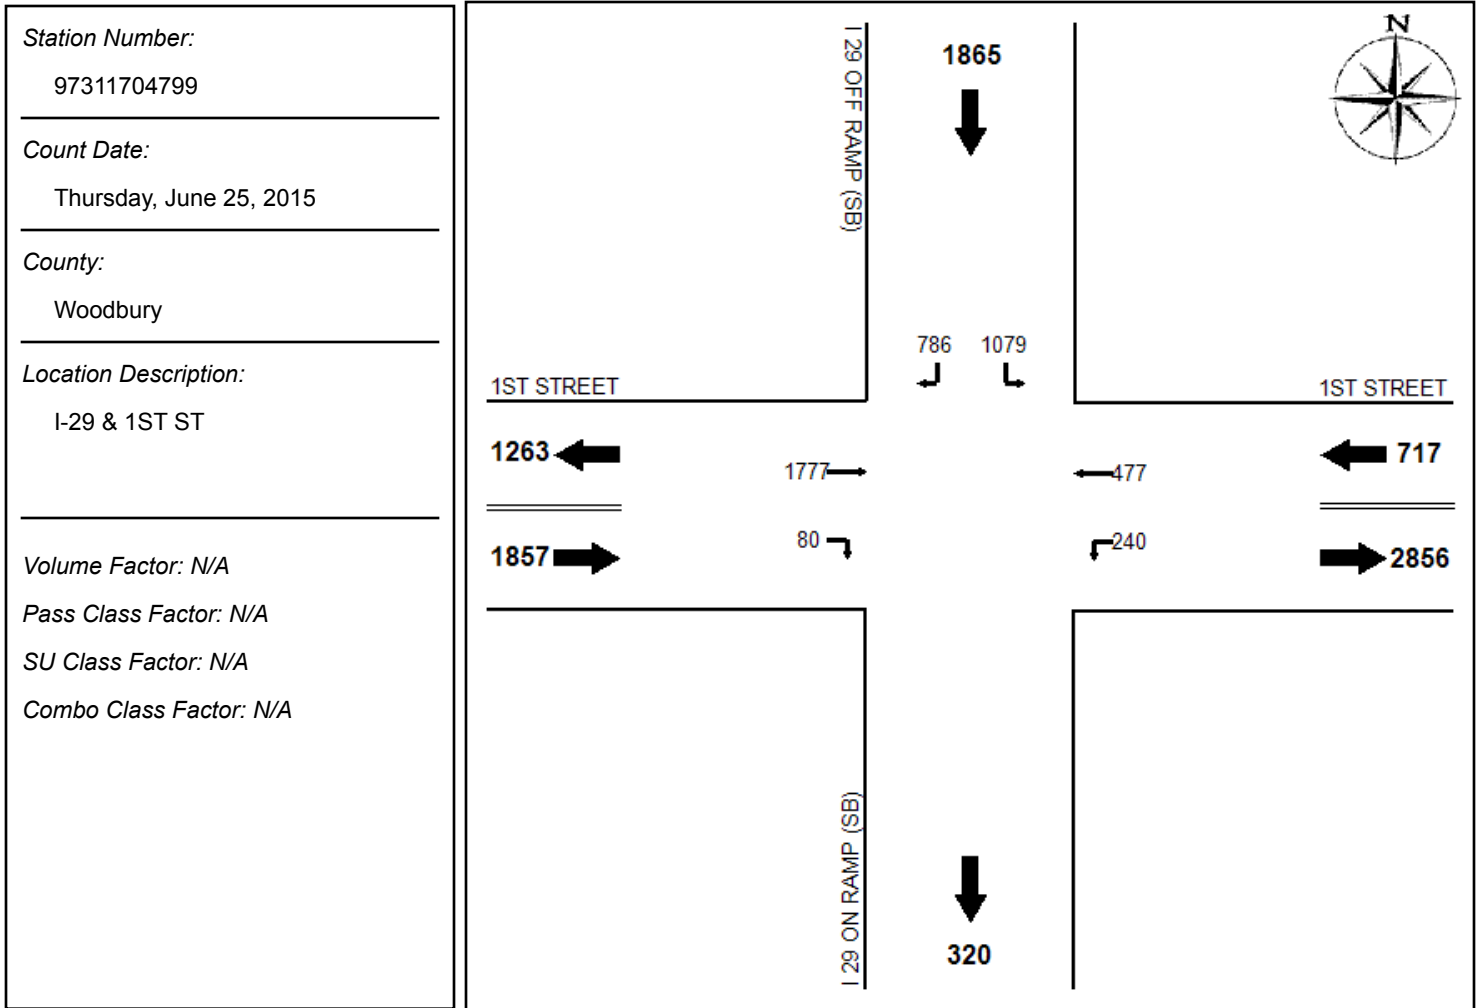 Station Number:
97311704799
Count Date:
Thursday, June 25, 2015
County:
Woodbury
Location Description:
I-29 & 1ST ST
Volume Factor: N/A
Pass Class Factor: N/A
SU Class Factor: N/A
Combo Class Factor: N/A
N
I 29 OFF RAMP (SB)
1865
786 1079
1ST STREET
1ST STREET
1263
1777
477
717
1857
80
240
2856
I 29 ON RAMP (SB)
320